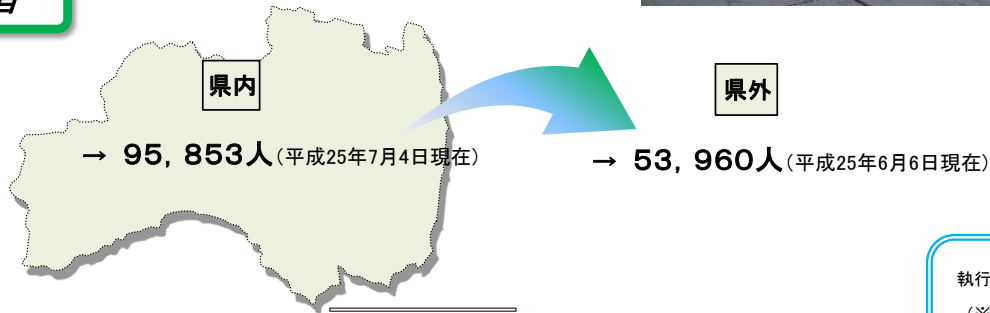 県内
→ 95,853人(平成25年7月4日現在)
県外
→ 53,960人(平成25年6月6日現在)
執行
(※